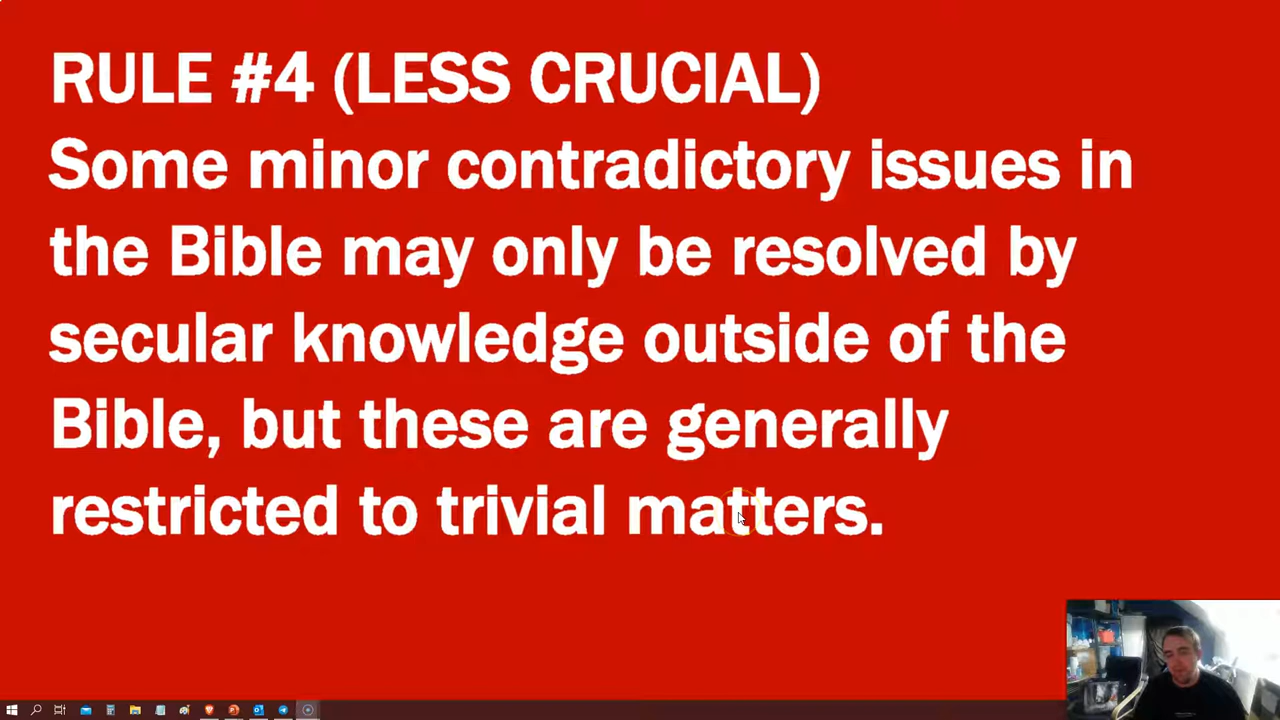 RULE #4 (LESS CRUCIAL)
Some minor contradictory issues in
the Bible may only be resolved by
secular knowledge outside of the
Bible, but these are generally
restricted to trivial matters.